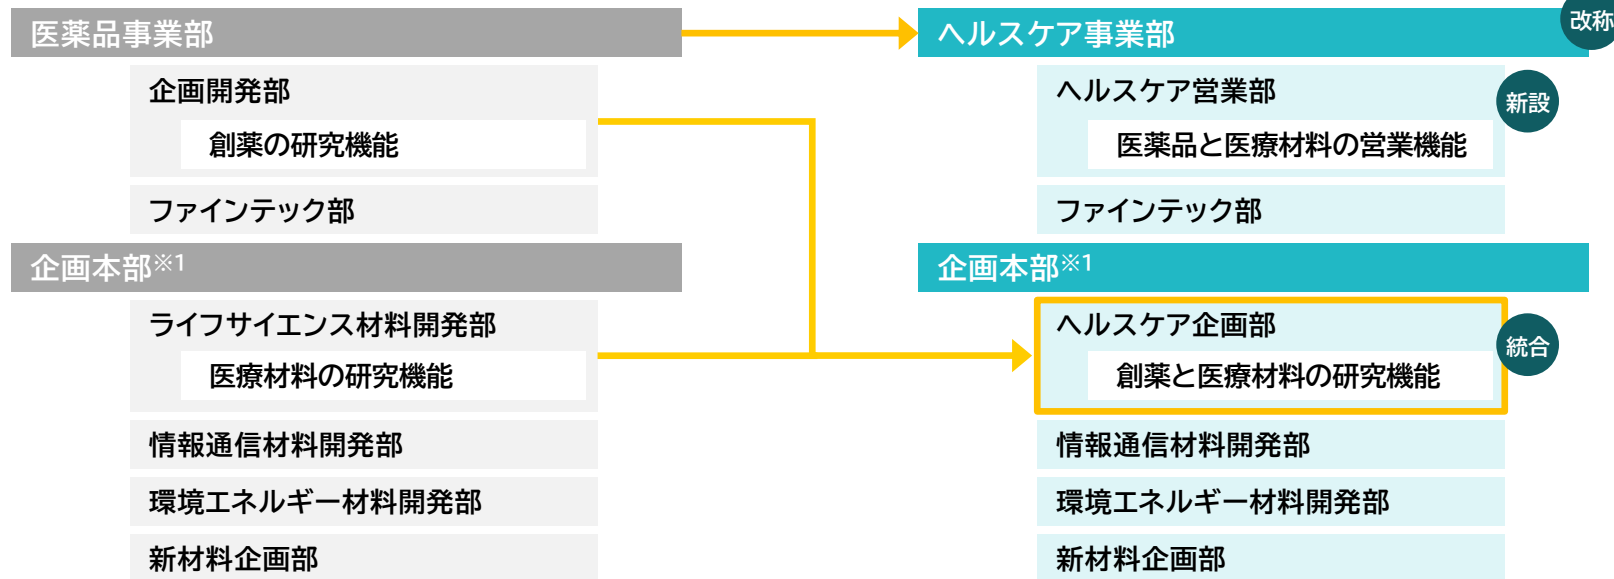 医薬品事業部
企画開発部
創薬の研究機能
ファインテック部
企画本部※1
ライフサイエンス材料開発部
医療材料の研究機能
情報通信材料開発部
環境エネルギー材料開発部
新材料企画部
ヘルスケア事業部
改称
ヘルスケア営業部
新設
医薬品と医療材料の営業機能
ファインテック部
企画本部※1
ヘルスケア企画部
統合
創薬と医療材料の研究機能
情報通信材料開発部
環境エネルギー材料開発部
新材料企画部